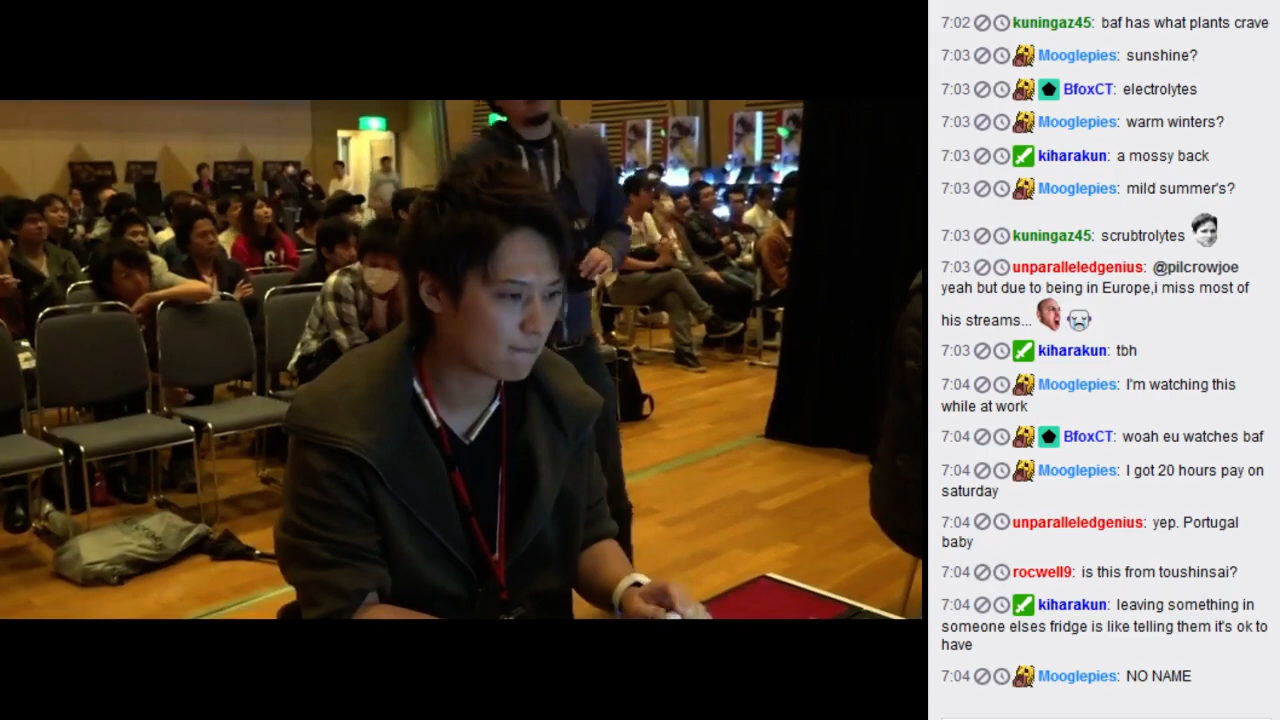 7:02 kuningaz45: baf has what plants crave
7:03 Mooglepies: sunshine?
7:03 BfoxCT: electrolytes
7:03 Mooglepies: warm winters?
7:03 kiharakun: a mossy back
7:03 Mooglepies: mild summer's?
7:03 kuningaz45: scrubtrolytes
7:03 unparalleledgenius: @pilcrowjoe
yeah but due to being in Europe,i miss most of
his streams...
7:03 kiharakun: tbh
7:04 Mooglepies: I'm watching this
while at work
7:04 BfoxCT: woah eu watches baf
7:04 Mooglepies: I got 20 hours pay on
saturday
7:04 unparalleledgenius: yep. Portugal
baby
7:04 rocwell9: is this from toushinsai?
7:04 kiharakun: leaving something in
someone elses fridge is like telling them it's ok to
have
7:04 Mooglepies: NO NAME